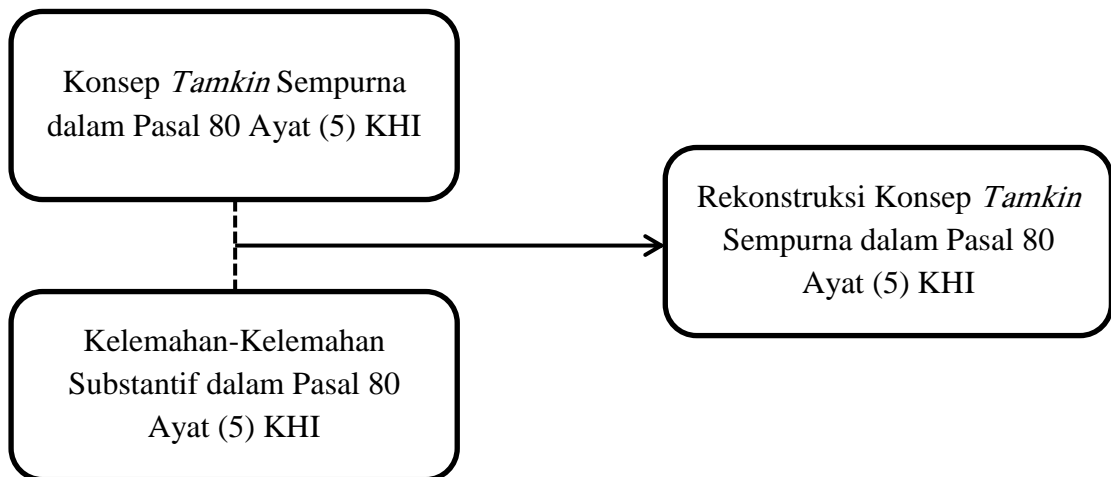 Konsep Tamkin Sempurna
dalam Pasal 80 Ayat (5) KHI
Rekonstruksi Konsep Tamkin
Sempurna dalam Pasal 80
Ayat (5) KHI
Kelemahan-Kelemahan
Substantif dalam Pasal 80
Ayat (5) KHI